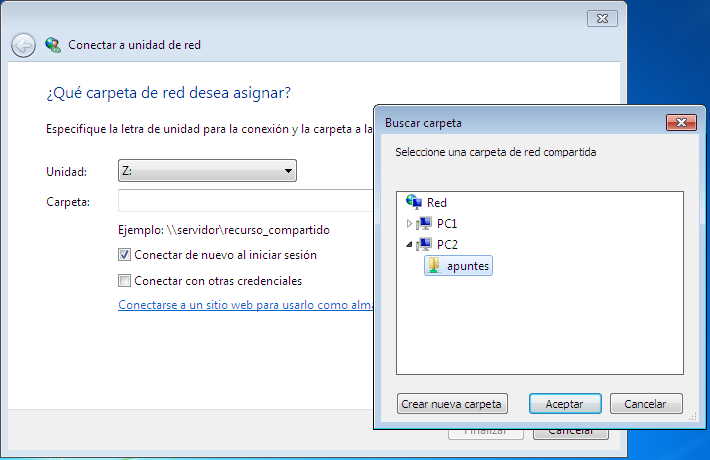 Conectar a unidad de red
¿Qué carpeta de red desea asignar?
Especifique la letra de unidad para la conexión y la carpeta a la
Unidad:
Z:
Carpeta:
Ejemplo: \\servidor\recurso_compartido
Conectar de nuevo al iniciar sesión
Conectar con otras credenciales
Conectarse a un sitio web para usarlo como alma
Finalizar
Cancelar
Buscar carpeta
Seleccione una carpeta de red compartida
Red
PC1
PC2
apuntes
Crear nueva carpeta
Aceptar
Cancelar